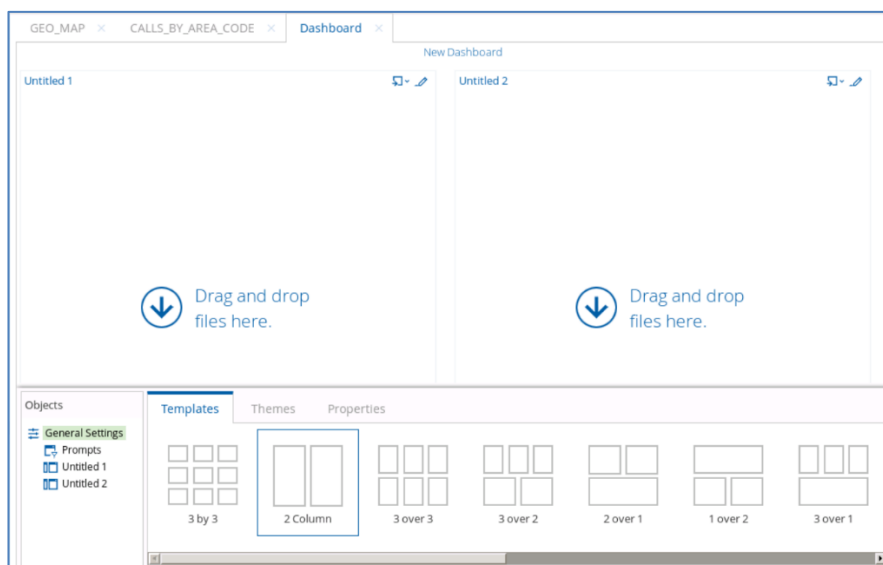 GEO_MAP × CALLS_BY_AREA_CODE × Dashboard ×
New Dashboard
Untitled 1
Untitled 2
Drag and drop
files here.
Drag and drop
files here.
Objects
General Settings
Prompts
Untitled 1
Untitled 2
Templates Themes Properties
3 by 3
2 Column
3 over 3
3 over 2
2 over 1
1 over 2
3 over 1